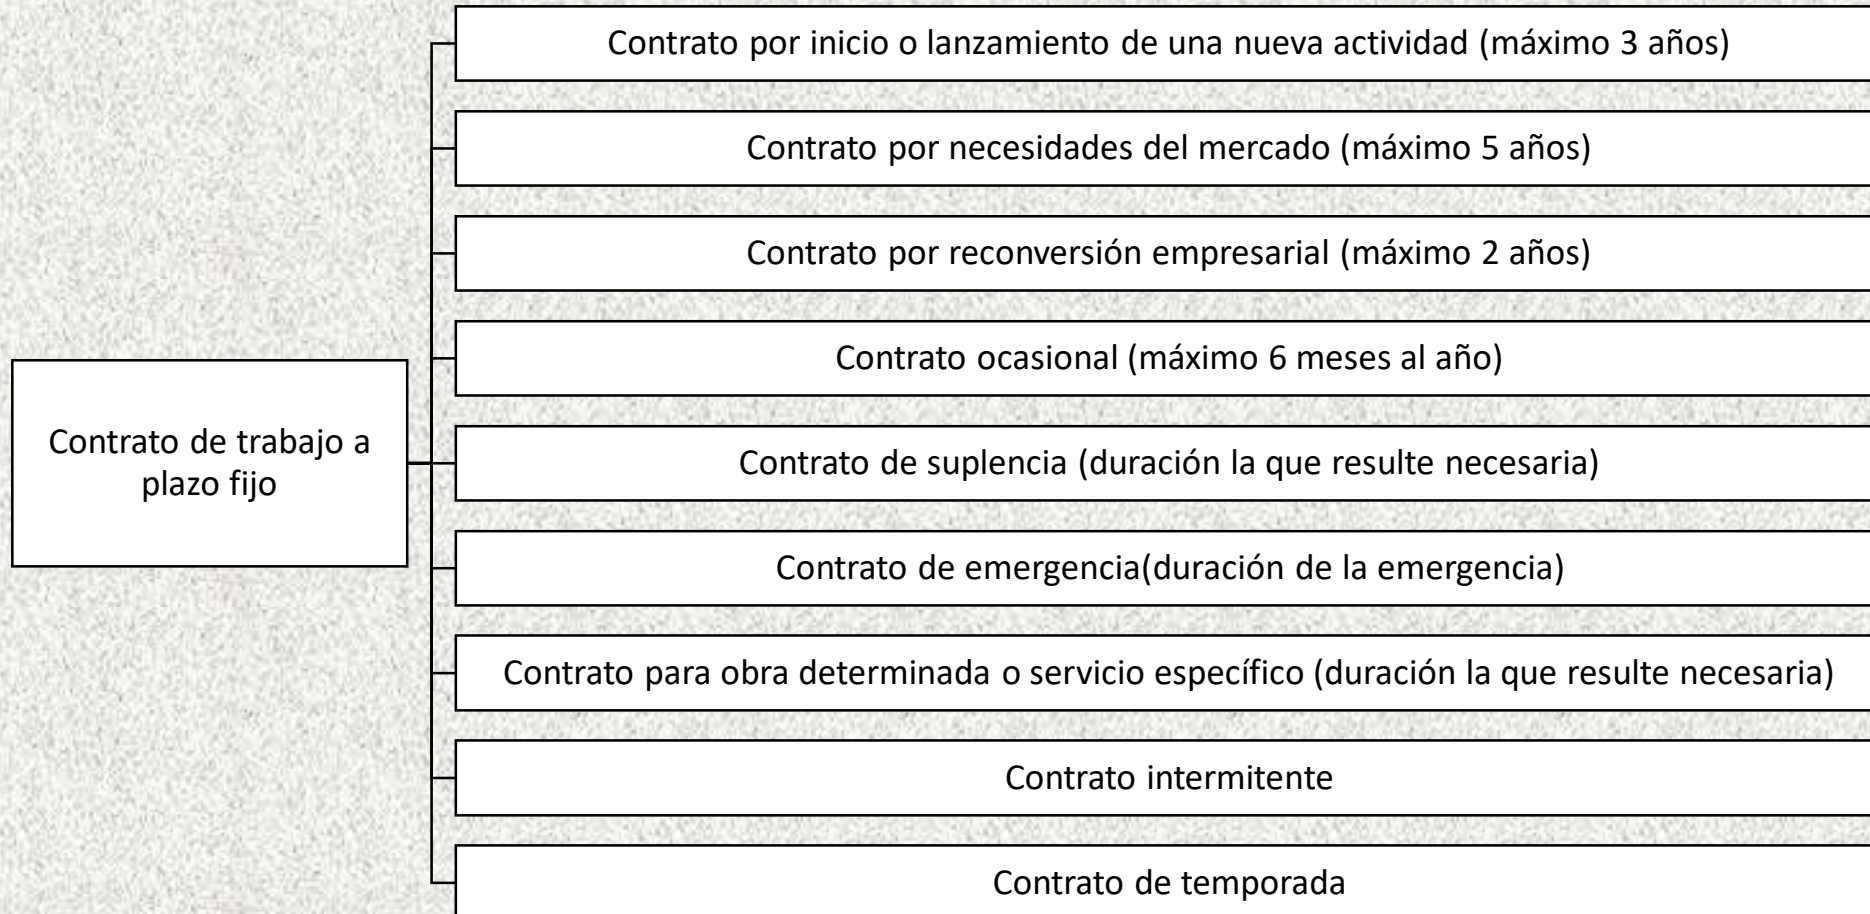 Contrato de trabajo a
plazo fijo
Contrato por inicio o lanzamiento de una nueva actividad (máximo 3 años)
Contrato por necesidades del mercado (máximo 5 años)
Contrato por reconversión empresarial (máximo 2 años)
Contrato ocasional (máximo 6 meses al año)
Contrato de suplencia (duración la que resulte necesaria)
Contrato de emergencia(duración de la emergencia)
Contrato para obra determinada o servicio específico (duración la que resulte necesaria)
Contrato intermitente
Contrato de temporada